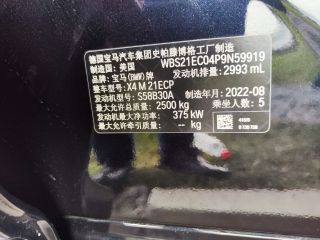 德国宝马汽车集团史帕藤博格工厂制造
制造国：美国 WBS21EC04P9N59919
品牌：宝马(BMW)牌 发动机排量：2993 mL
整车型号：X4 M 21ECP
发动机型号：S58B30A 制造年月：2022-08
最大允许总质量：2500 kg 乘坐人数：5
发动机最大净功率：375 kW
最大允许牵引质量：-- kg